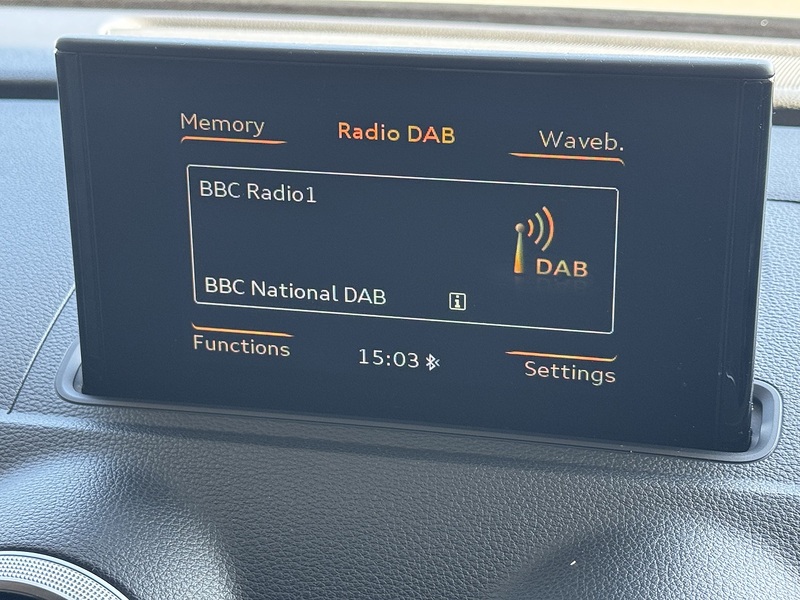 Memory
Radio DAB
Waveb.
BBC Radio1
DAB
BBC National DAB
i
Functions
15:03
Settings